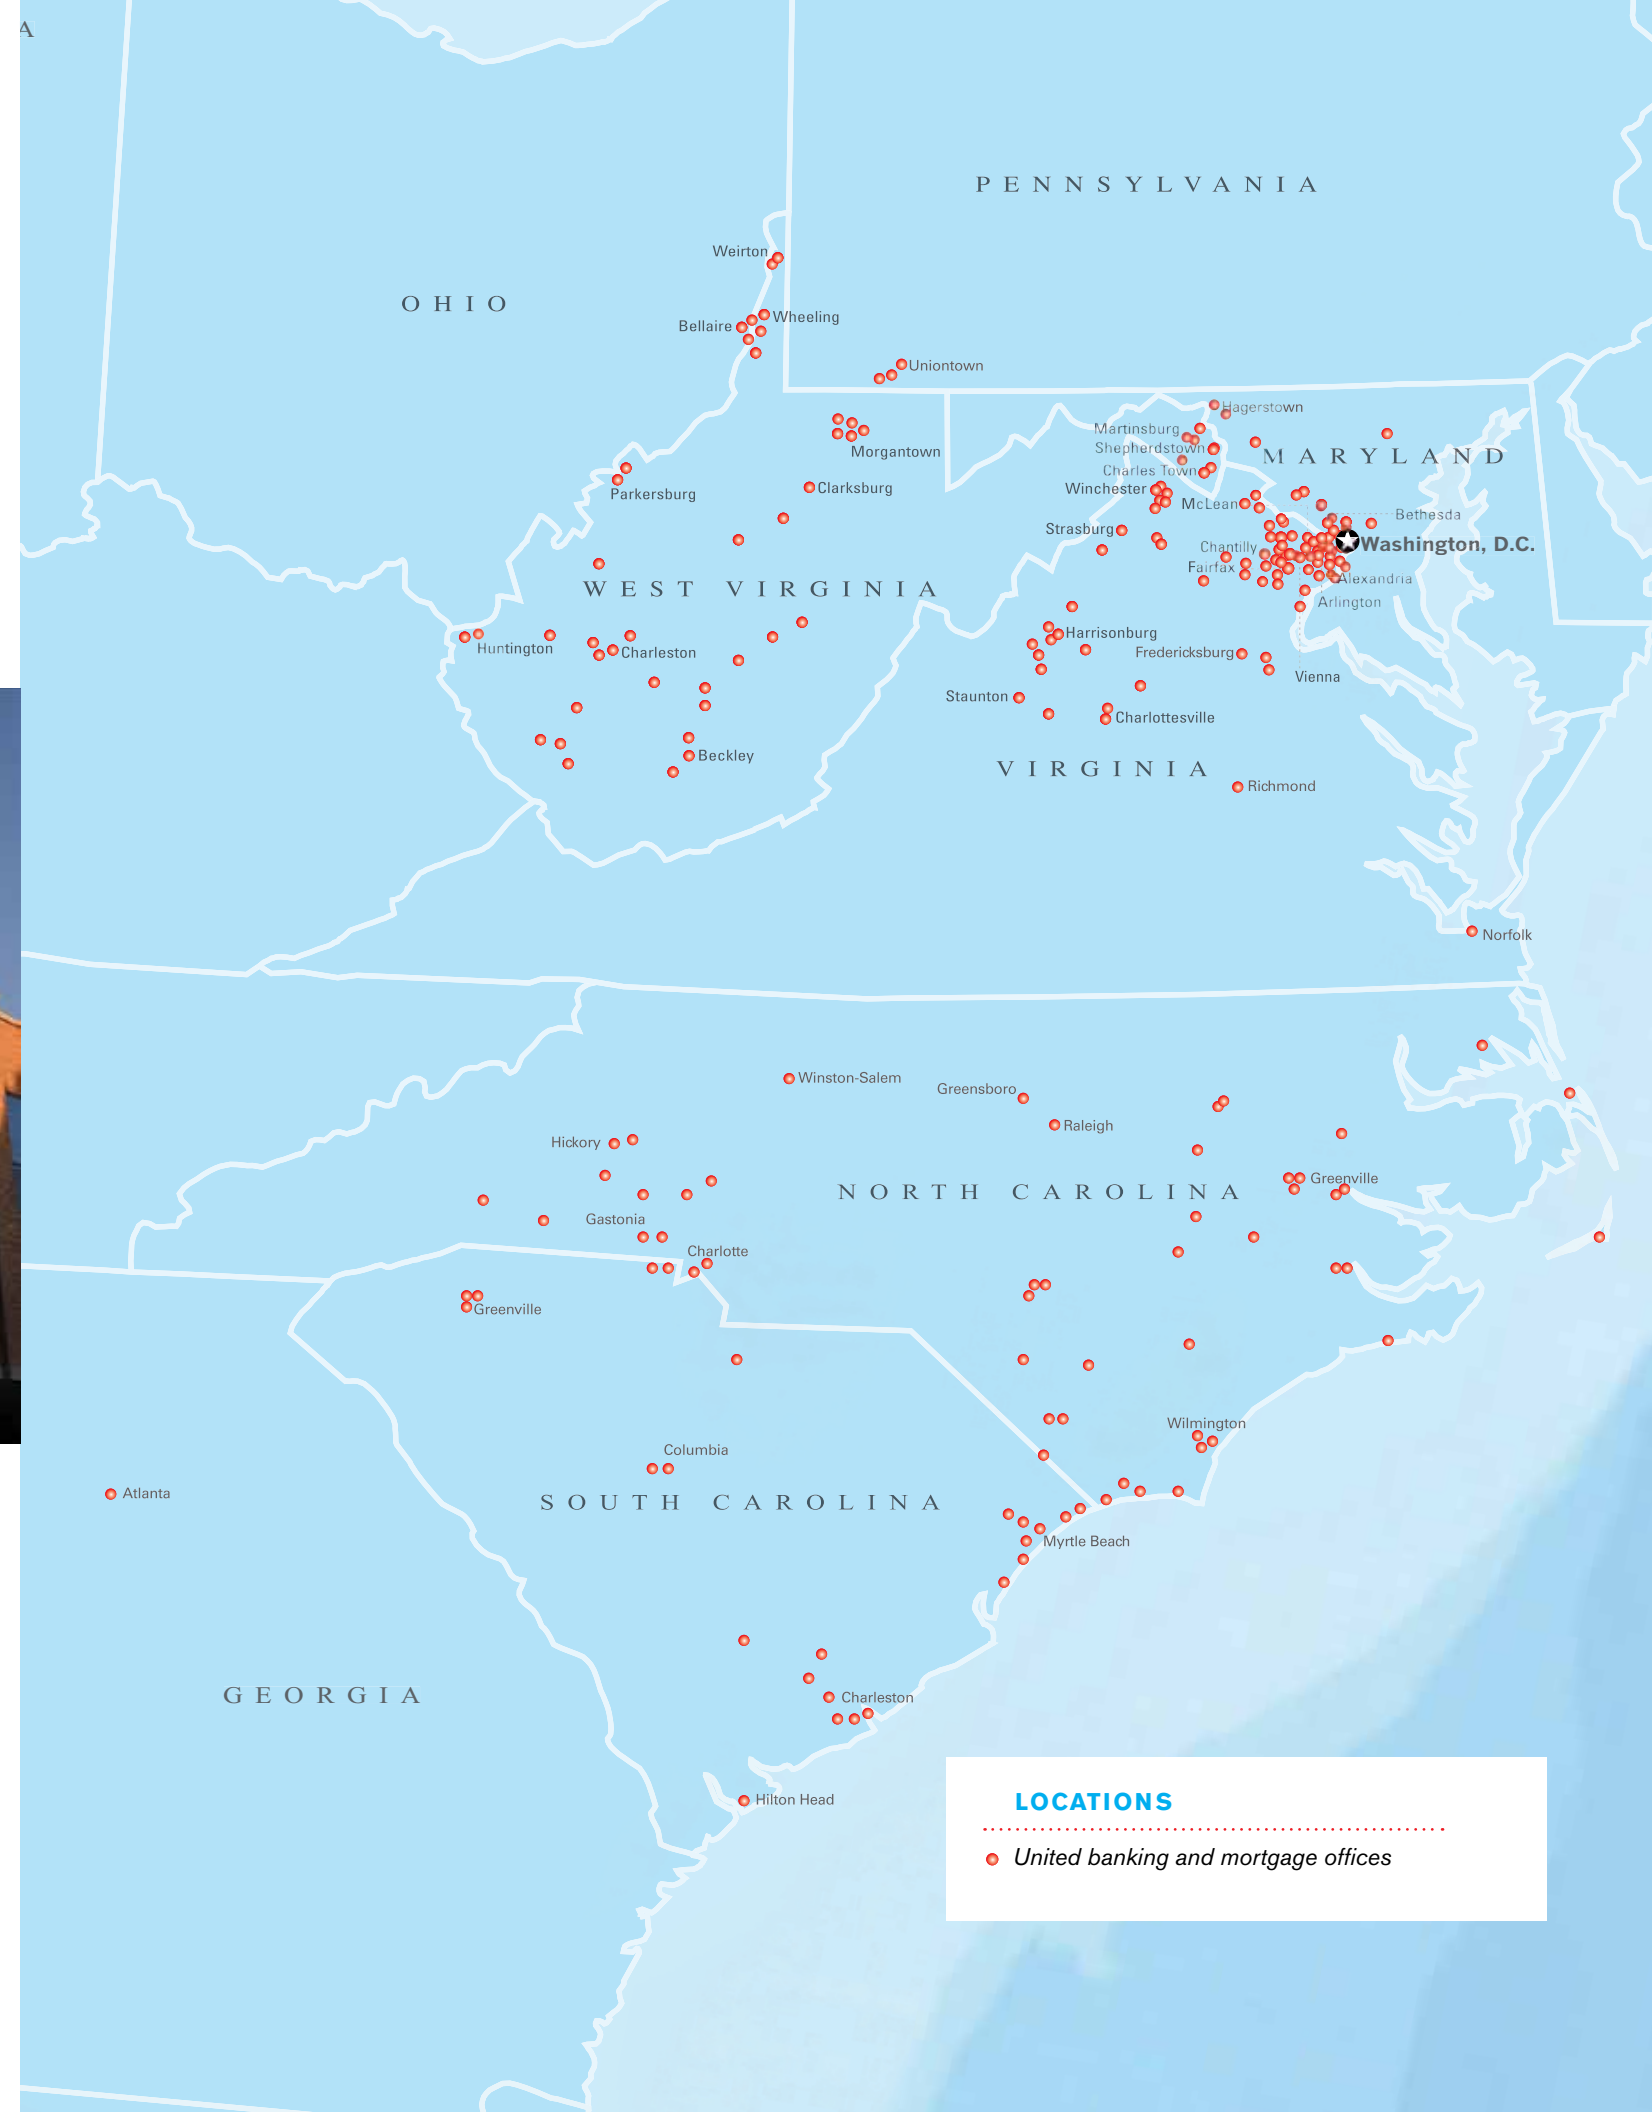 A
PENNSYLVANIA
Weirton
OHIO
Wheeling
Bellaire
Uniontown
Hagerstown
Martinsburg
Shepherdstown
MARYLAND
Morgantown
Charles Town
Winchester
Clarksburg
Parkersburg
McLean
Bethesda
Strasburg
Washington, D.C.
Chantilly
Fairfax
Alexandria
WEST VIRGINIA
Arlington
Harrisonburg
Huntington
Charleston
Fredericksburg
Vienna
Staunton
Charlottesville
Beckley
VIRGINIA
Richmond
Norfolk
Winston-Salem
Greensboro
Raleigh
Hickory
Greenville
NORTH CAROLINA
Gastonia
Charlotte
Greenville
Wilmington
Columbia
Atlanta
SOUTH CAROLINA
Myrtle Beach
GEORGIA
Charleston
Hilton Head
LOCATIONS
United banking and mortgage offices